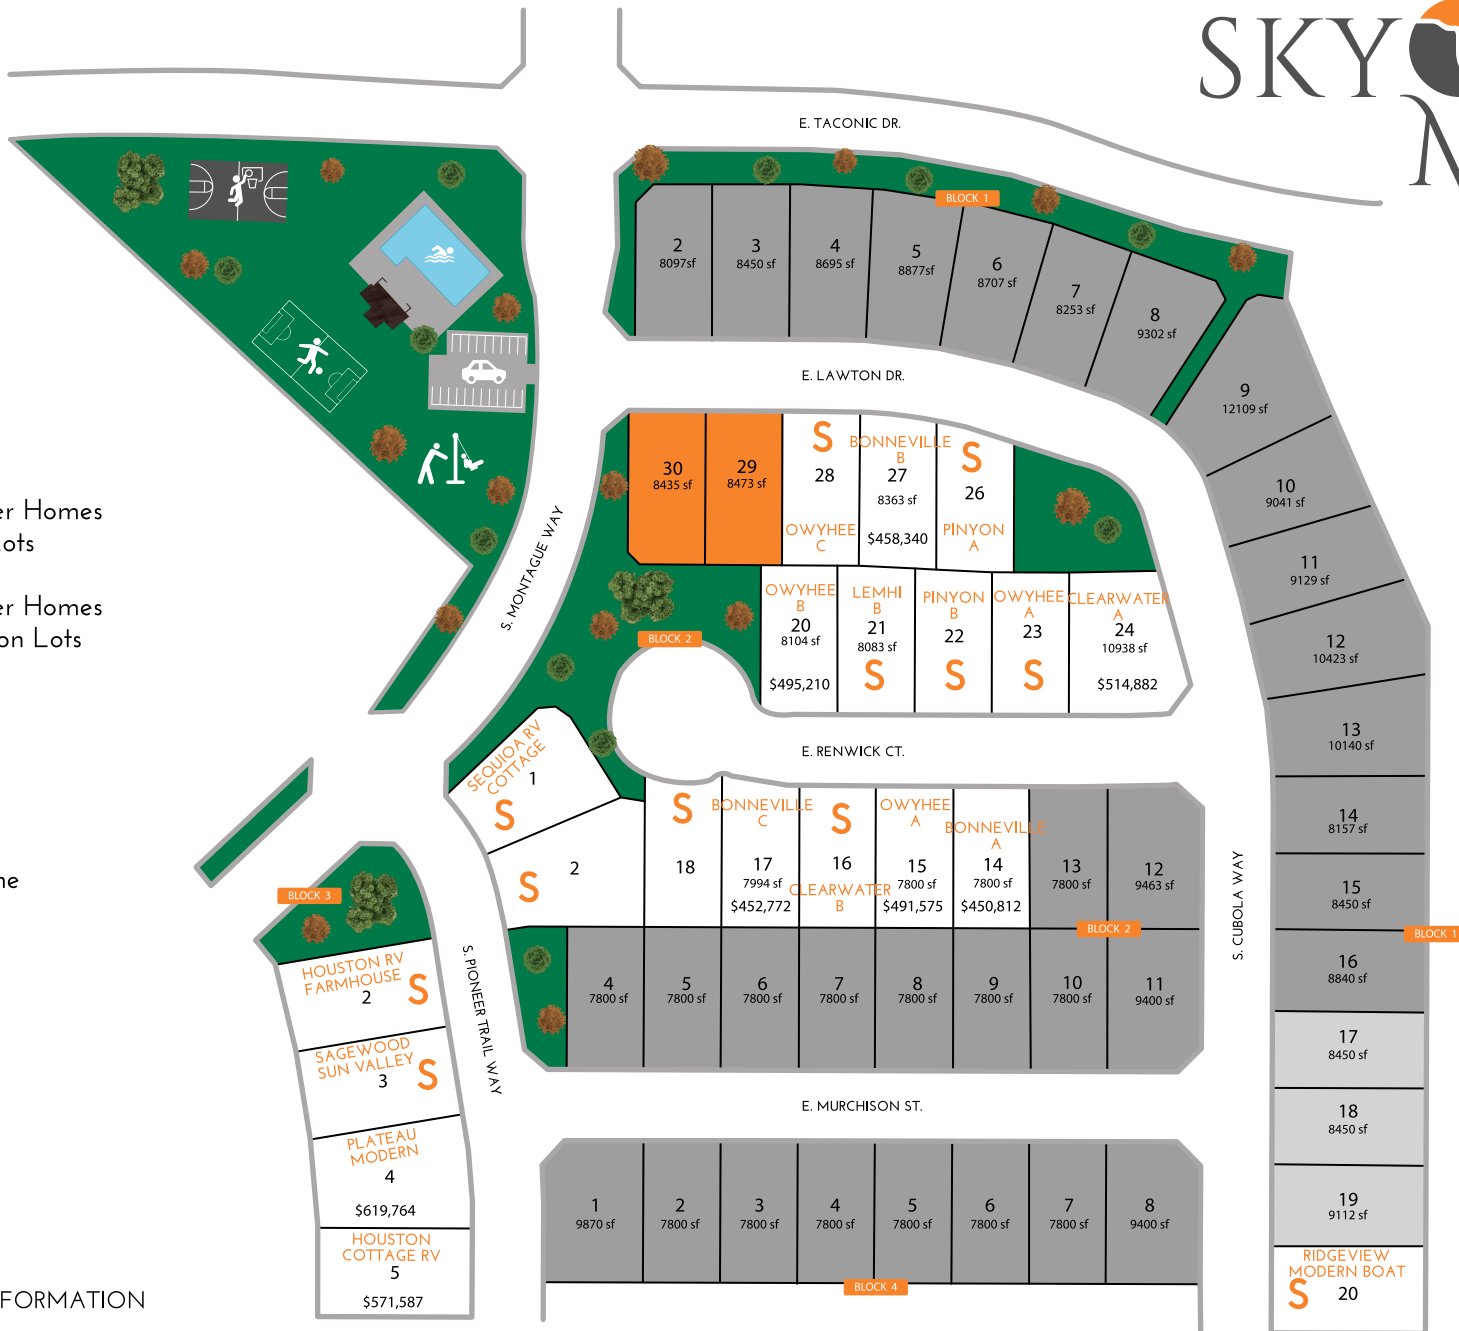 SKY
M
E. TACONIC DR.
BLOCK 1
2
8097 sf
3
8450 sf
4
8695 sf
5
8877sf
6
8707 sf
7
8253 sf
8
9302 sf
9
12109 sf
10
9041 sf
11
9129 sf
12
10423 sf
13
10140 sf
14
8157 sf
15
8450 sf
BLOCK 1
16
8840 sf
17
8450 sf
18
8450 sf
19
9112 sf
RIDGEVIEW
MODERN BOAT
S 20
E. LAWTON DR.
30
8435 sf
29
8473 sf
S
28
OWYHEE
C
BONNEVILLE
B
27
8363 sf
$458,340
S
26
PINYON
A
er Homes
ots
er Homes
on Lots
S. MONTAGUE WAY
BLOCK 2
OWYHEE
B
20
8104 sf
$495,210
LEMHI
B
21
8083 sf
S
PINYON
B
22
S
OWYHEE
A
23
S
CLEARWATER
A
24
10938 sf
$514,882
E. RENWICK CT.
SEQUIOA RV
COTTAGE
1
S
2
S
S
18
BONNEVILLE
C
17
7994 sf
$452,772
S
16
CLEARWATER
B
OWYHEE
A
15
7800 sf
$491,575
BONNEVILLE
A
14
7800 sf
$450,812
13
7800 sf
12
9463 sf
BLOCK 2
S. CUBOLA WAY
ne
BLOCK 3
S. PIONEER TRAIL WAY
4
7800 sf
5
7800 sf
6
7800 sf
7
7800 sf
8
7800 sf
9
7800 sf
10
7800 sf
11
9400 sf
HOUSTON RV
FARMHOUSE
2
S
SAGEWOOD
SUN VALLEY
3
S
PLATEAU
MODERN
4
$619,764
HOUSTON
COTTAGE RV
5
$571,587
E. MURCHISON ST.
1
9870 sf
2
7800 sf
3
7800 sf
4
7800 sf
5
7800 sf
6
7800 sf
7
7800 sf
8
9400 sf
BLOCK 4
FORMATION